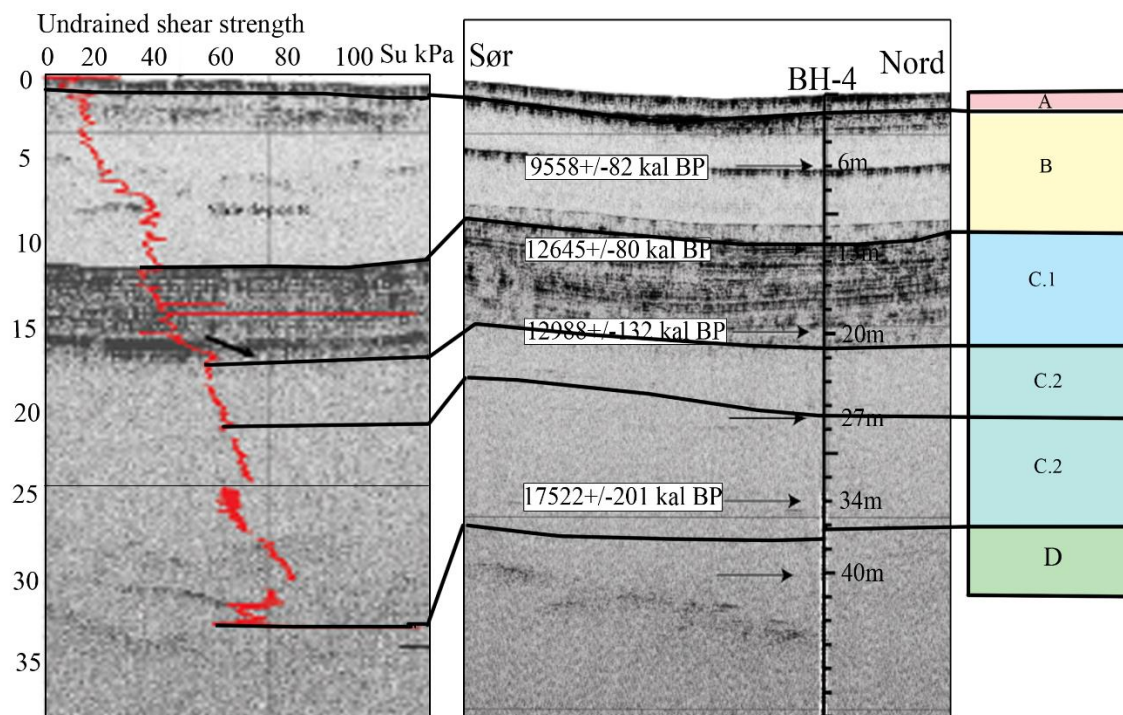 Undrained shear strength
0 20 40 60 80 100 Su kPa
0
5
10
15
20
25
30
35
Slide deposits
Sør
Nord
BH-4
9558+/-82 kal BP
6m
12645+/-80 kal BP
13m
12988+/-132 kal BP
20m
27m
17522+/-201 kal BP
34m
40m
A
B
C.1
C.2
C.2
D